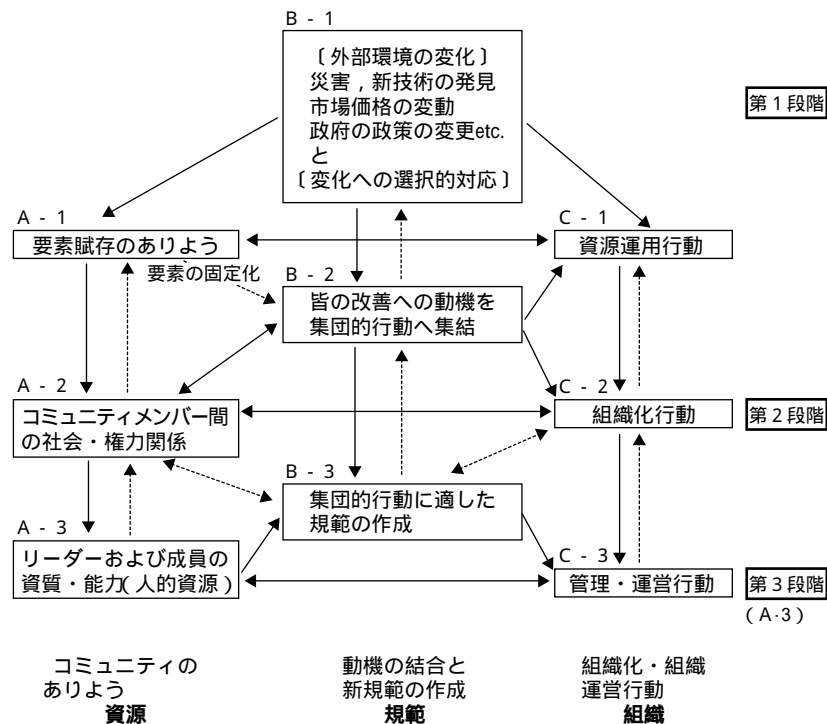 B - 1
〔外部環境の変化〕
災害，新技術の発見
市場価格の変動
政府の政策の変更etc.
と
〔変化への選択的対応〕
第1段階
A - 1
要素賦存のありよう
C - 1
資源運用行動
要素の固定化
B - 2
皆の改善への動機を
集団的行動へ集結
A - 2
コミュニティメンバー間
の社会・権力関係
C - 2
組織化行動
第2段階
B - 3
集団的行動に適した
規範の作成
A - 3
リーダーおよび成員の
資質・能力(人的資源)
C - 3
管理・運営行動
第3段階
(A·3)
コミュニティの
ありよう
資源
動機の結合と
新規範の作成
規範
組織化・組織
運営行動
組織